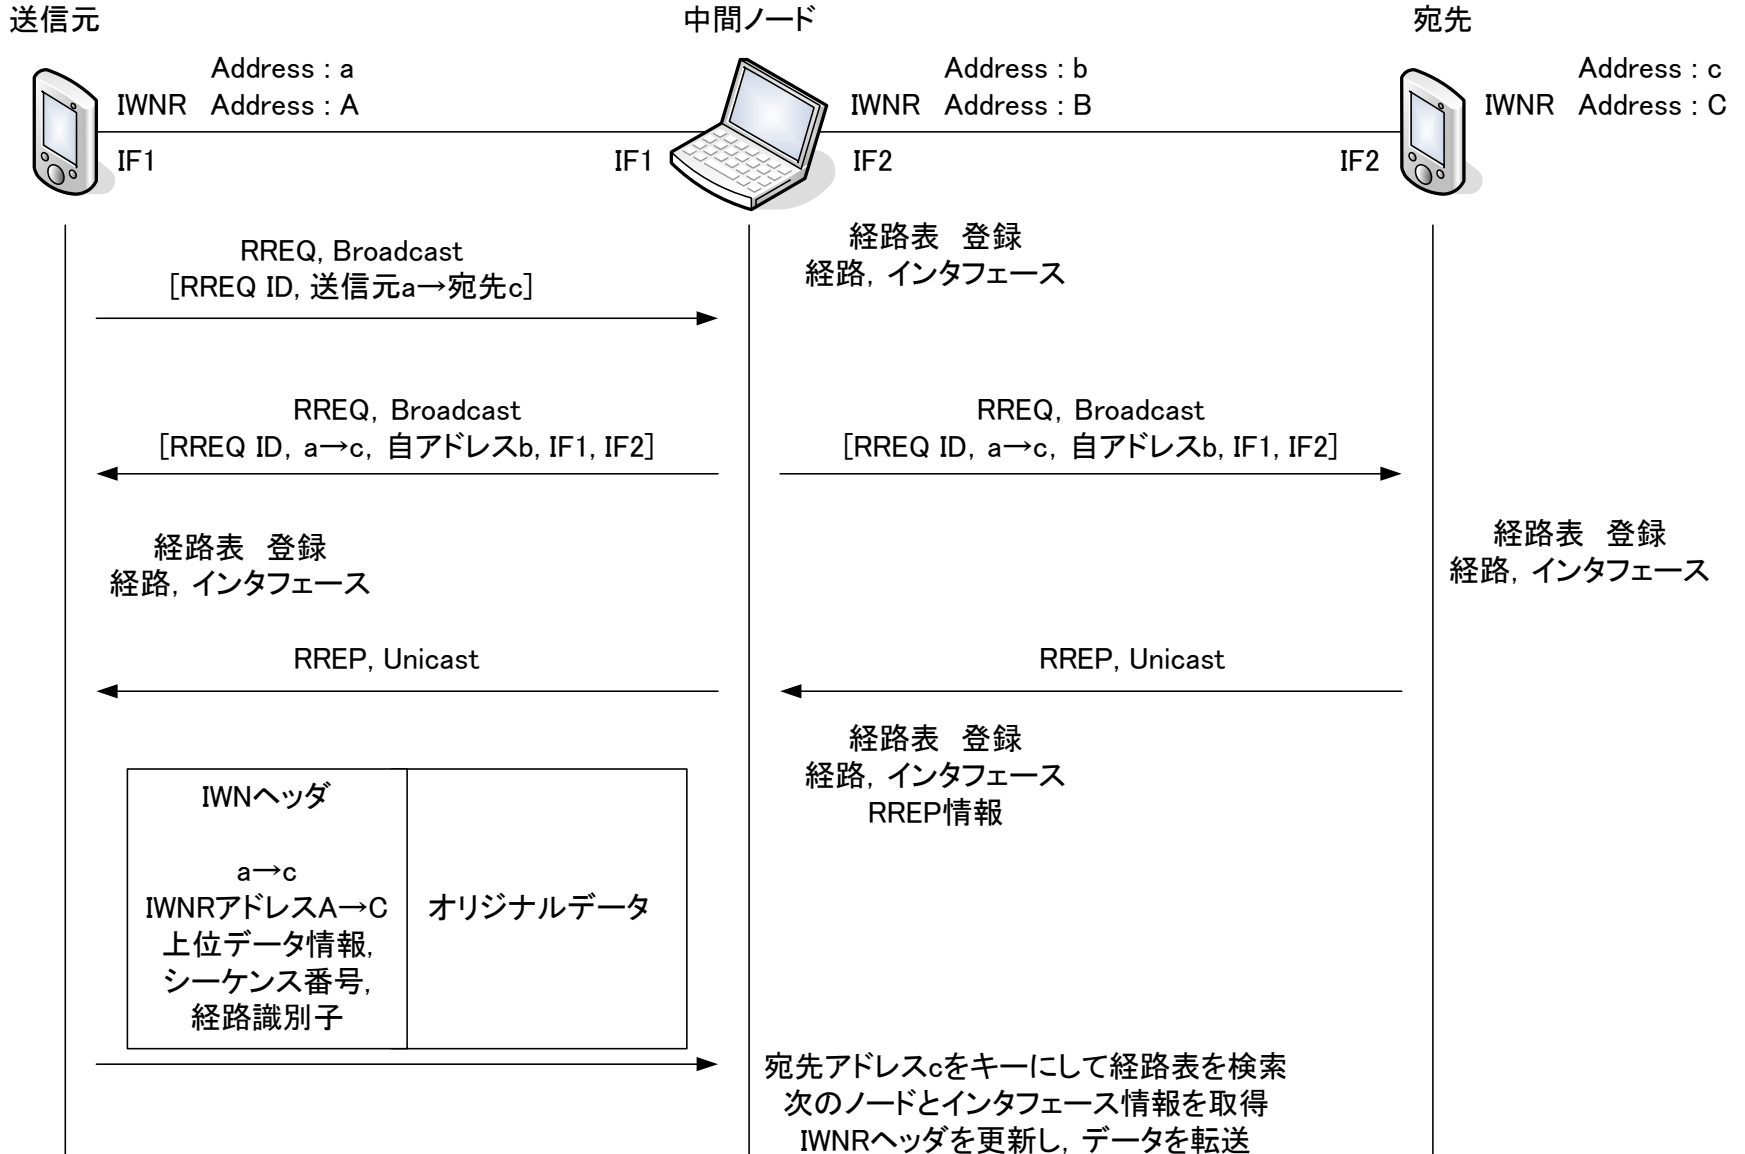 送信元
中間ノード
宛先
Address : a
IWNR Address : A
IF1
IF1
Address : b
IWNR Address : B
IF2
IF2
Address : c
IWNR Address : C
RREQ, Broadcast
[RREQ ID, 送信元a→宛先c]
経路表 登録
経路, インタフェース
RREQ, Broadcast
[RREQ ID, a→c, 自アドレスb, IF1, IF2]
RREQ, Broadcast
[RREQ ID, a→c, 自アドレスb, IF1, IF2]
経路表 登録
経路, インタフェース
経路表 登録
経路, インタフェース
RREP, Unicast
RREP, Unicast
経路表 登録
経路, インタフェース
RREP情報
IWNヘッダ
a→c
IWNRアドレスA→C
上位データ情報,
シーケンス番号,
経路識別子
オリジナルデータ
宛先アドレスcをキーにして経路表を検索
次のノードとインタフェース情報を取得
IWNRヘッダを更新し, データを転送